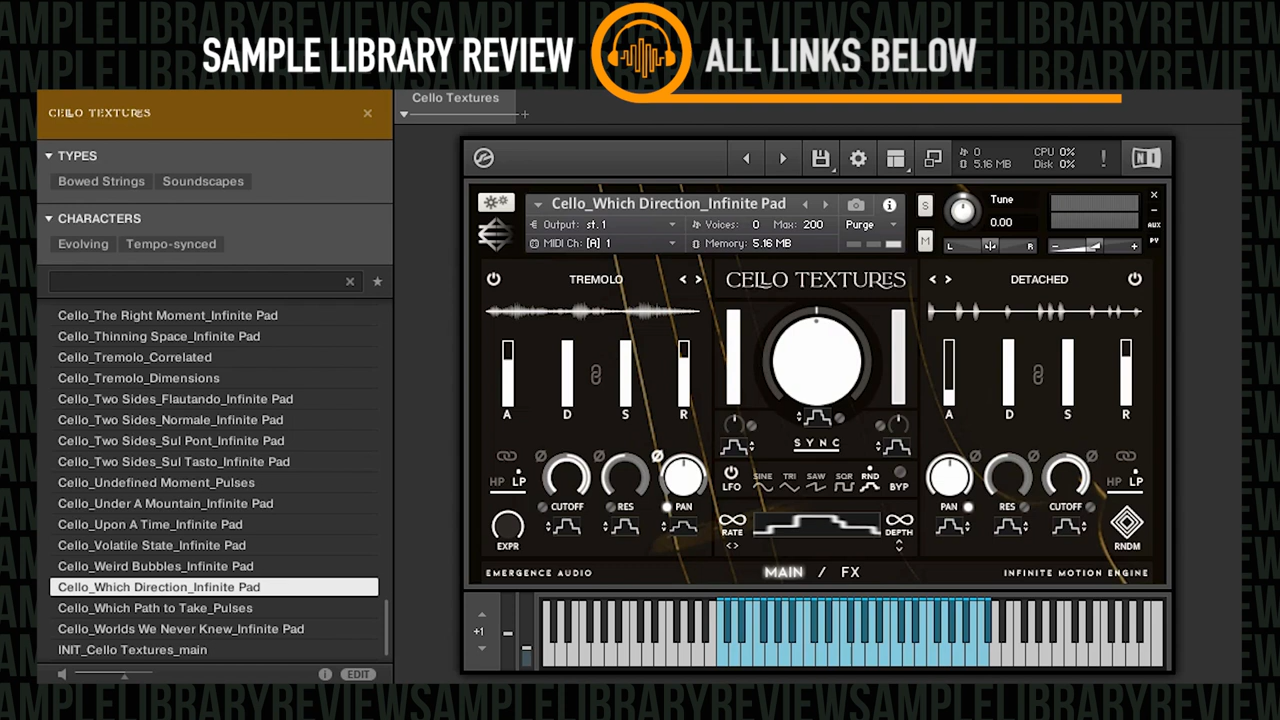 SAMPLE LIBRARY REVIEW
ALL LINKS BELOW
CELLO TEXTURES
×
Cello Textures
+
TYPES
Bowed Strings
Soundscapes
CHARACTERS
Evolving
Tempo-synced
Cello_The Right Moment_Infinite Pad
Cello_Thinning Space_Infinite Pad
Cello_Tremolo_Correlated
Cello_Tremolo_Dimensions
Cello_Two Sides_Flautando_Infinite Pad
Cello_Two Sides_Normale_Infinite Pad
Cello_Two Sides_Sul Pont_Infinite Pad
Cello_Two Sides_Sul Tasto_Infinite Pad
Cello_Undefined Moment_Pulses
Cello_Under A Mountain_Infinite Pad
Cello_Upon A Time_Infinite Pad
Cello_Volatile State_Infinite Pad
Cello_Weird Bubbles_Infinite Pad
Cello_Which Direction_Infinite Pad
Cello_Which Path to Take_Pulses
Cello_Worlds We Never Knew_Infinite Pad
INIT_Cello Textures_main
EDIT
0
5.16 MB
CPU 0%
Disk 0%
!
NI
Cello_Which Direction_Infinite Pad
Output: st.1
Voices: 0 Max: 200
Purge
MIDI Ch: [A] 1
Memory: 5.16 MB
S
M
Tune
0.00
L
R
AUX
PV
TREMOLO
CELLO TEXTURES
DETACHED
A D S R
A D S R
SYNC
HP LP
CUTOFF RES PAN
EXPR
LFO
SINE TRI SAW SQR RND
BYP
RATE
DEPTH
PAN RES CUTOFF
HP LP
RNDM
EMERGENCE AUDIO
MAIN / FX
INFINITE MOTION ENGINE
+1